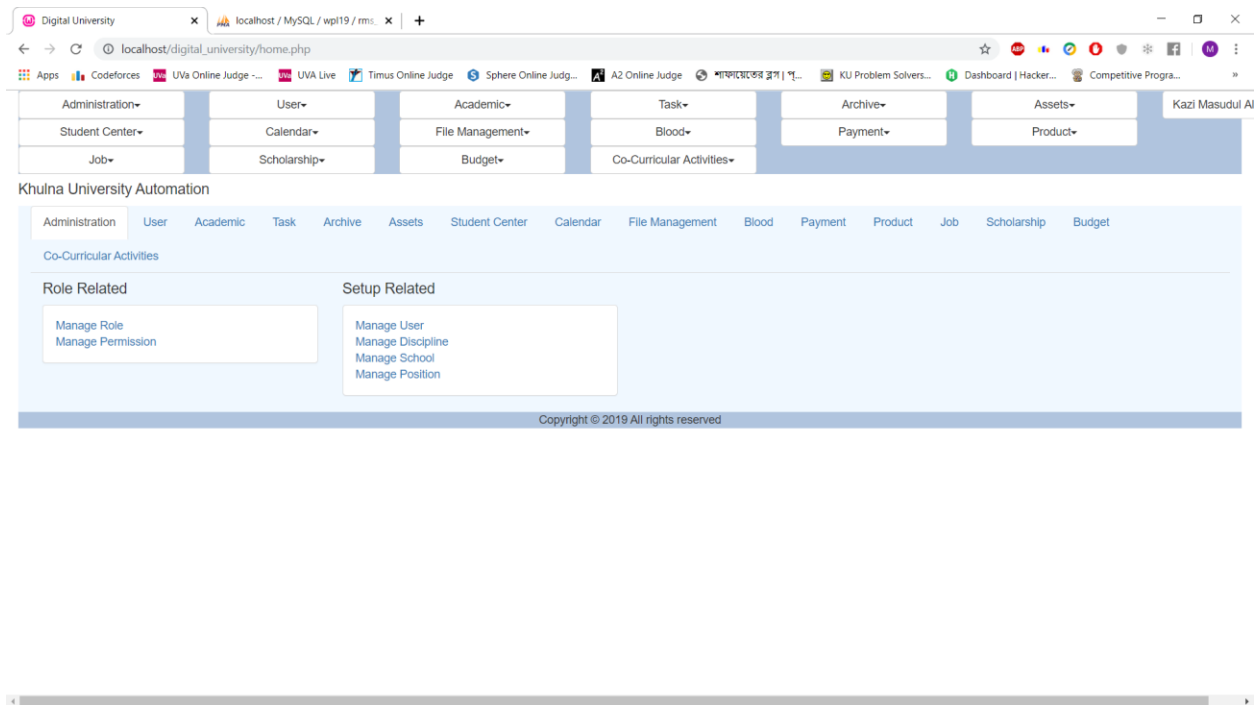 Digital University
localhost / MySQL / wpl19 / rms_
localhost/digital_university/home.php
Apps Codeforces UVa Online Judge -... UVA Live Timus Online Judge Sphere Online Judg... A2 Online Judge শাফায়েতের ব্লগ | প্... KU Problem Solvers... Dashboard | Hacker... Competitive Progra... »
Administration User Academic Task Archive Assets Kazi Masudul Al
Student Center Calendar File Management Blood Payment Product
Job Scholarship Budget Co-Curricular Activities
Khulna University Automation
Administration User Academic Task Archive Assets Student Center Calendar File Management Blood Payment Product Job Scholarship Budget
Co-Curricular Activities
Role Related Setup Related
Manage Role
Manage Permission
Manage User
Manage Discipline
Manage School
Manage Position
Copyright © 2019 All rights reserved